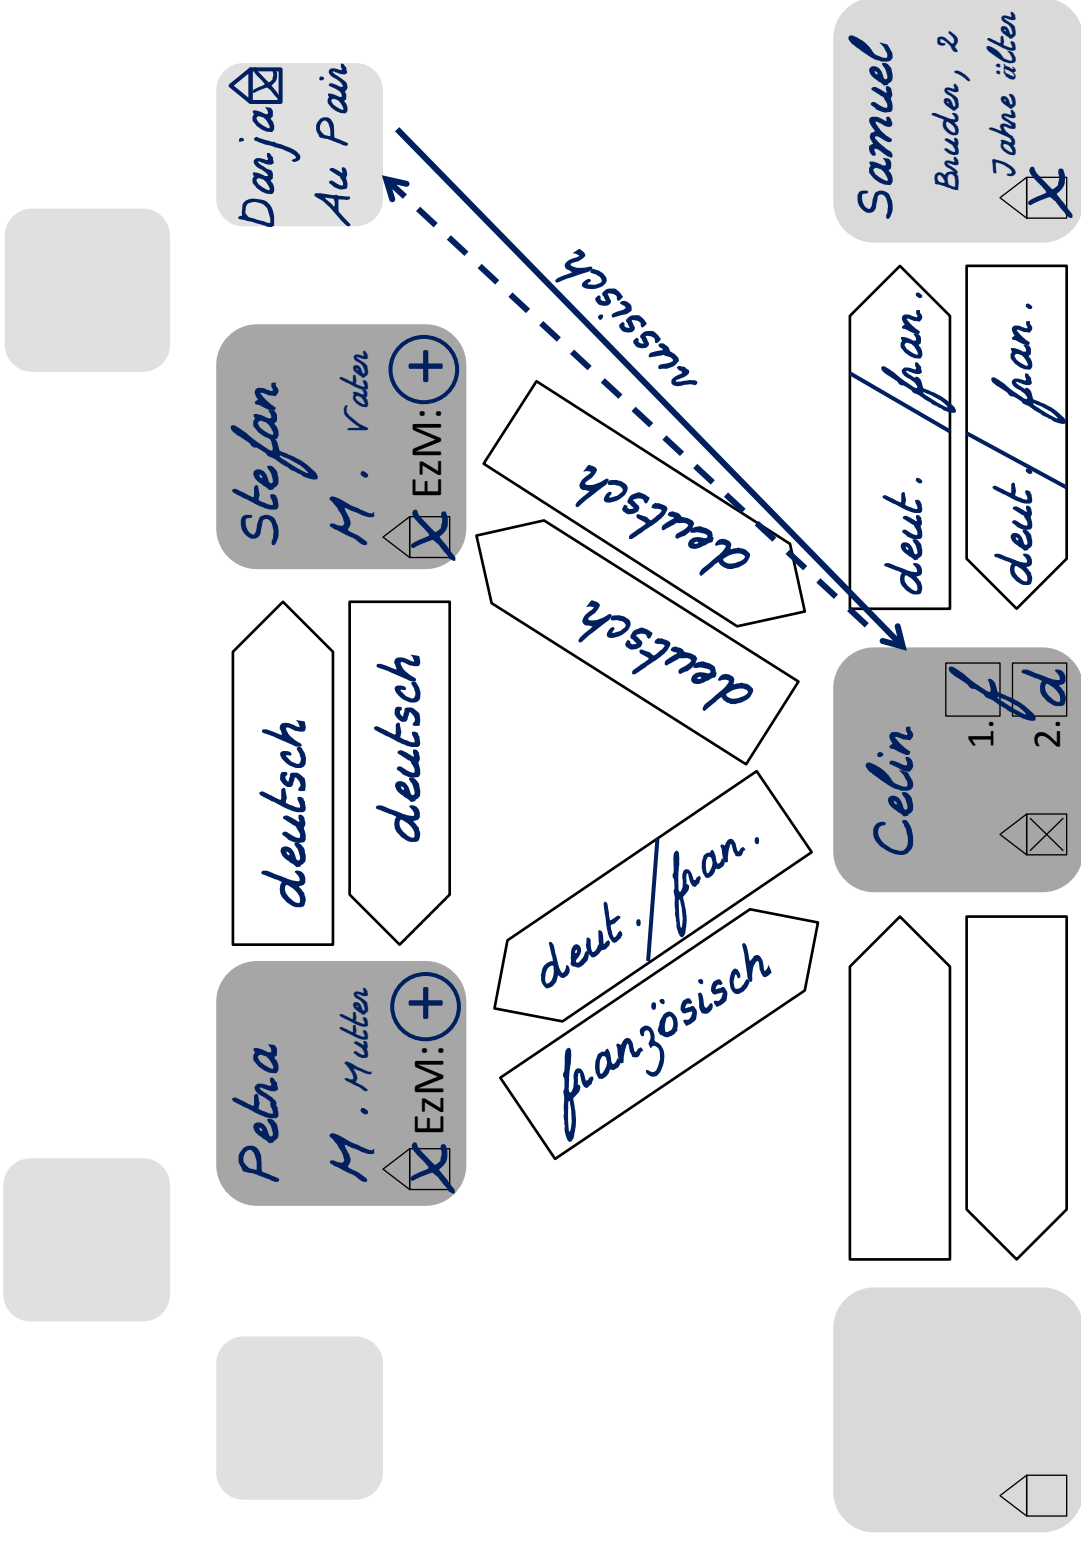 Petra
M. Mutter
EzM: +
deutsch
deutsch
Stefan
M. Vater
EzM: +
Darja
Au Pair
französisch
deut. / fran.
deutsch
deutsch
russisch
Celin
1. f
2. d
deut. / fran.
deut. / fran.
Samuel
Bruder, 2
Jahre älter